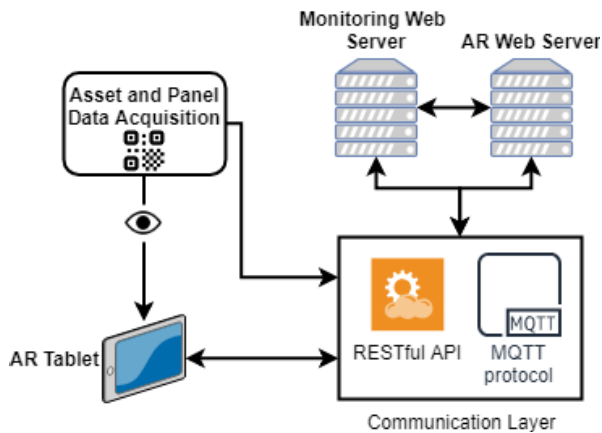 Monitoring Web
Server
AR Web Server
Asset and Panel
Data Acquisition
RESTful API
MQTT
MQTT
protocol
AR Tablet
Communication Layer